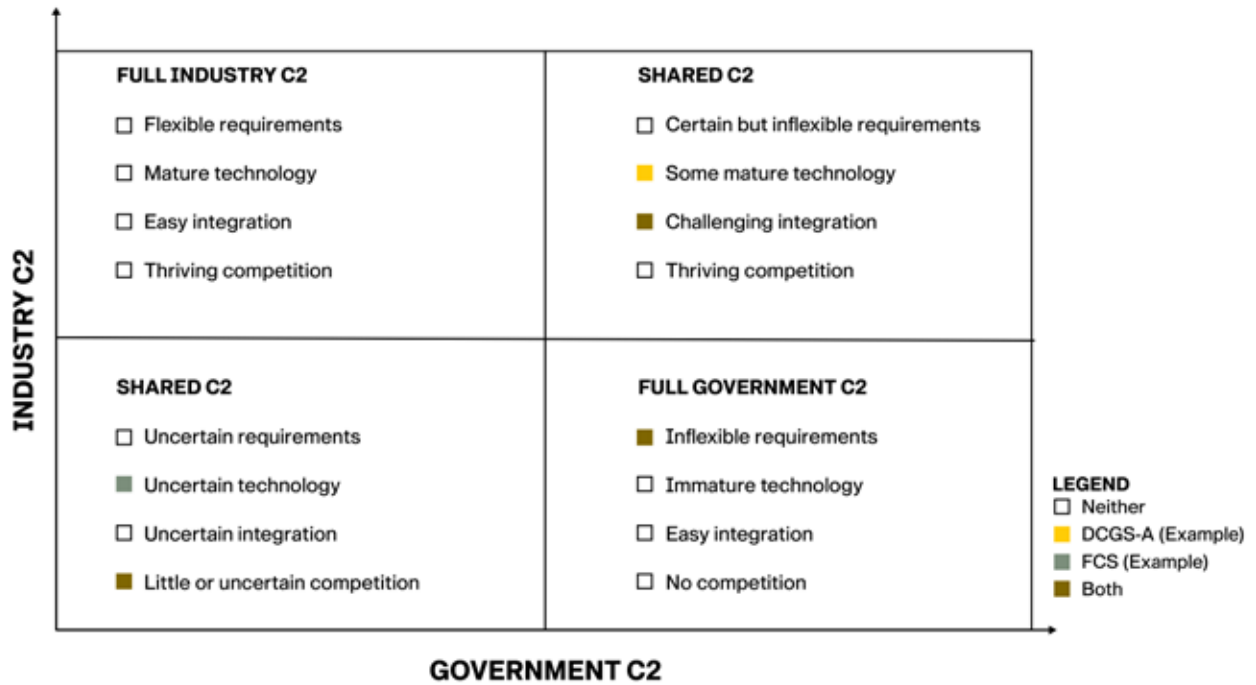 FULL INDUSTRY C2
Flexible requirements
Mature technology
Easy integration
Thriving competition
SHARED C2
Certain but inflexible requirements
Some mature technology
Challenging integration
Thriving competition
INDUSTRY C2
SHARED C2
Uncertain requirements
Uncertain technology
Uncertain integration
Little or uncertain competition
FULL GOVERNMENT C2
Inflexible requirements
Immature technology
Easy integration
No competition
LEGEND
Neither
DCGS-A (Example)
FCS (Example)
Both
GOVERNMENT C2